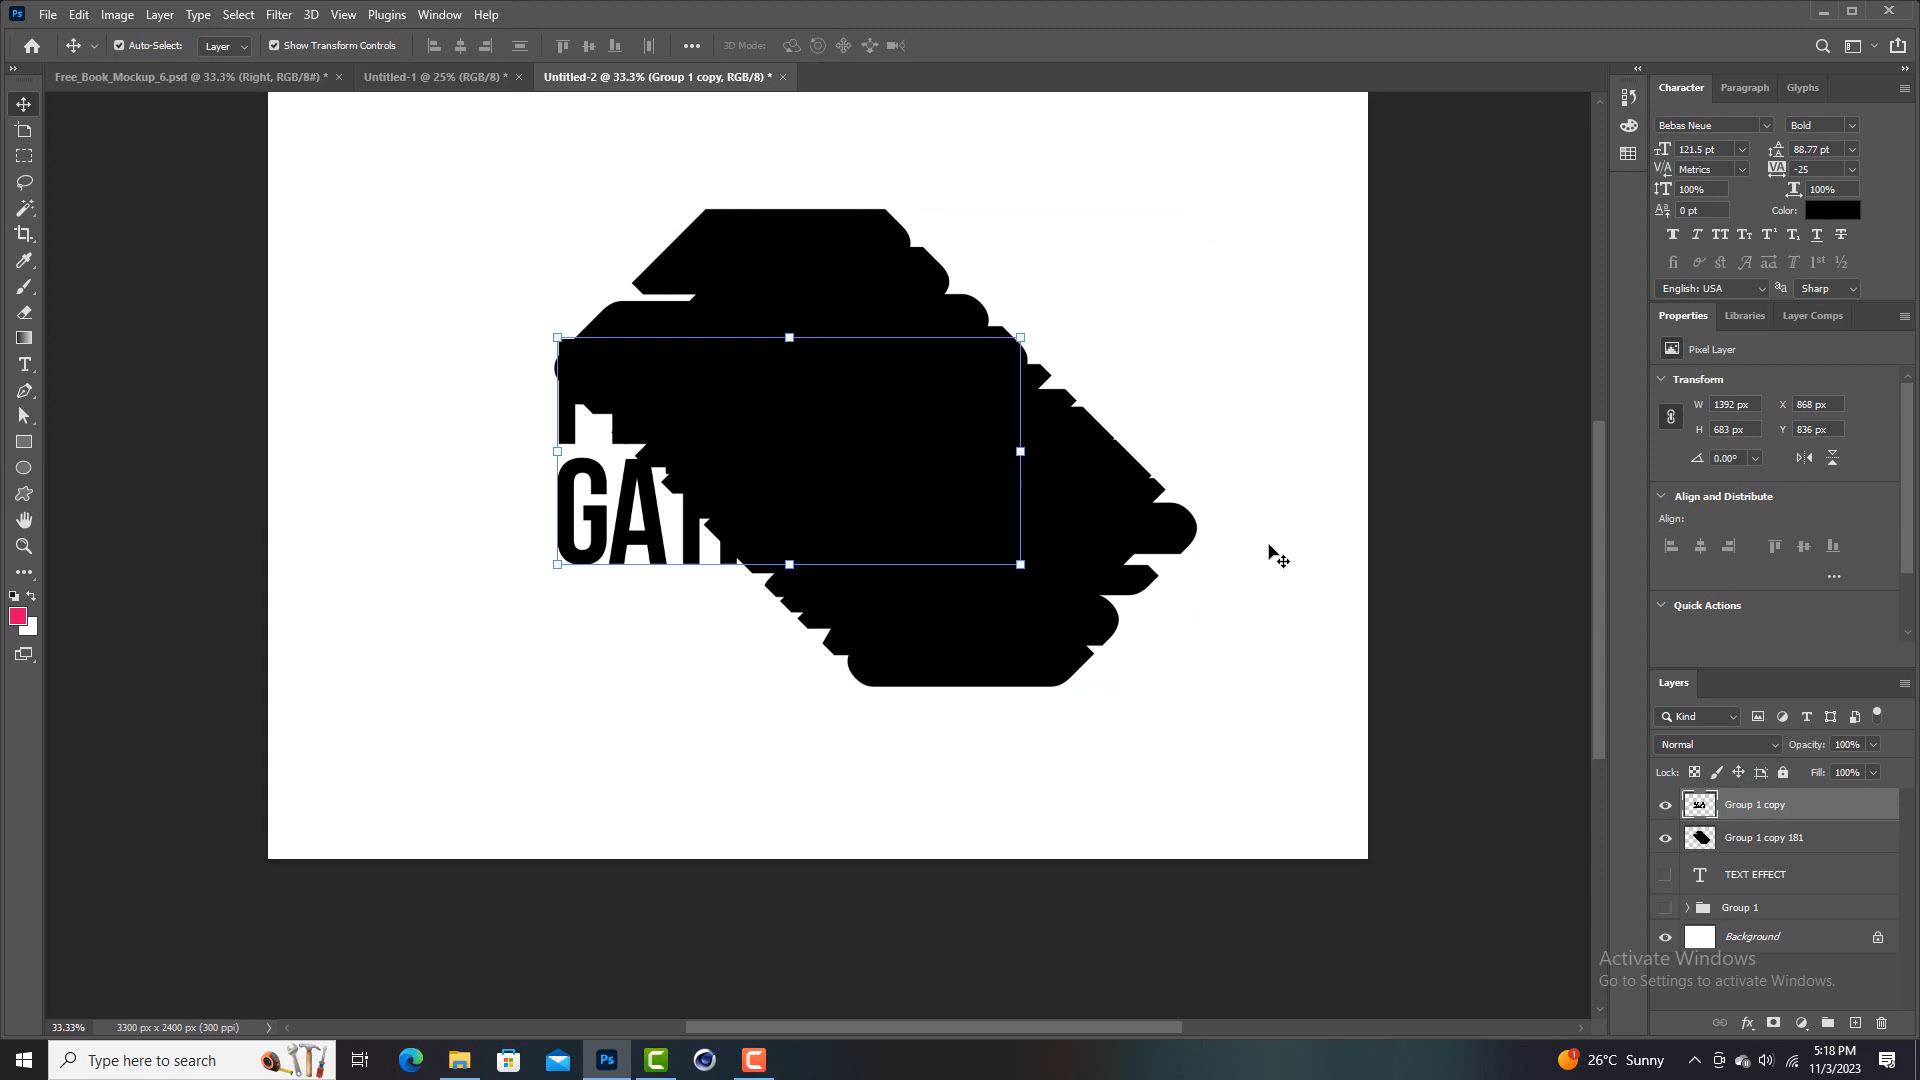 Ps File Edit Image Layer Type Select Filter 3D View Plugins Window Help
Auto-Select: Layer Show Transform Controls 3D Mode:
Free_Book_Mockup_6.psd @ 33.3% (Right, RGB/8#) * Untitled-1 @ 25% (RGB/8) * Untitled-2 @ 33.3% (Group 1 copy, RGB/8) *
Character Paragraph Glyphs
Bebas Neue Bold
121.5 pt 88.77 pt
Metrics -25
100% 100%
0 pt Color:
English: USA Sharp
Properties Libraries Layer Comps
Pixel Layer
Transform
W 1392 px X 868 px
H 683 px Y 836 px
0.00°
Align and Distribute
Align:
Quick Actions
GA
Layers
Kind
Normal Opacity: 100%
Lock: Fill: 100%
Group 1 copy
Group 1 copy 181
TEXT EFFECT
Group 1
Background
Activate Windows
Go to Settings to activate Windows.
33.33% 3300 px x 2400 px (300 ppi)
Type here to search
26°C Sunny
5:18 PM
11/3/2023